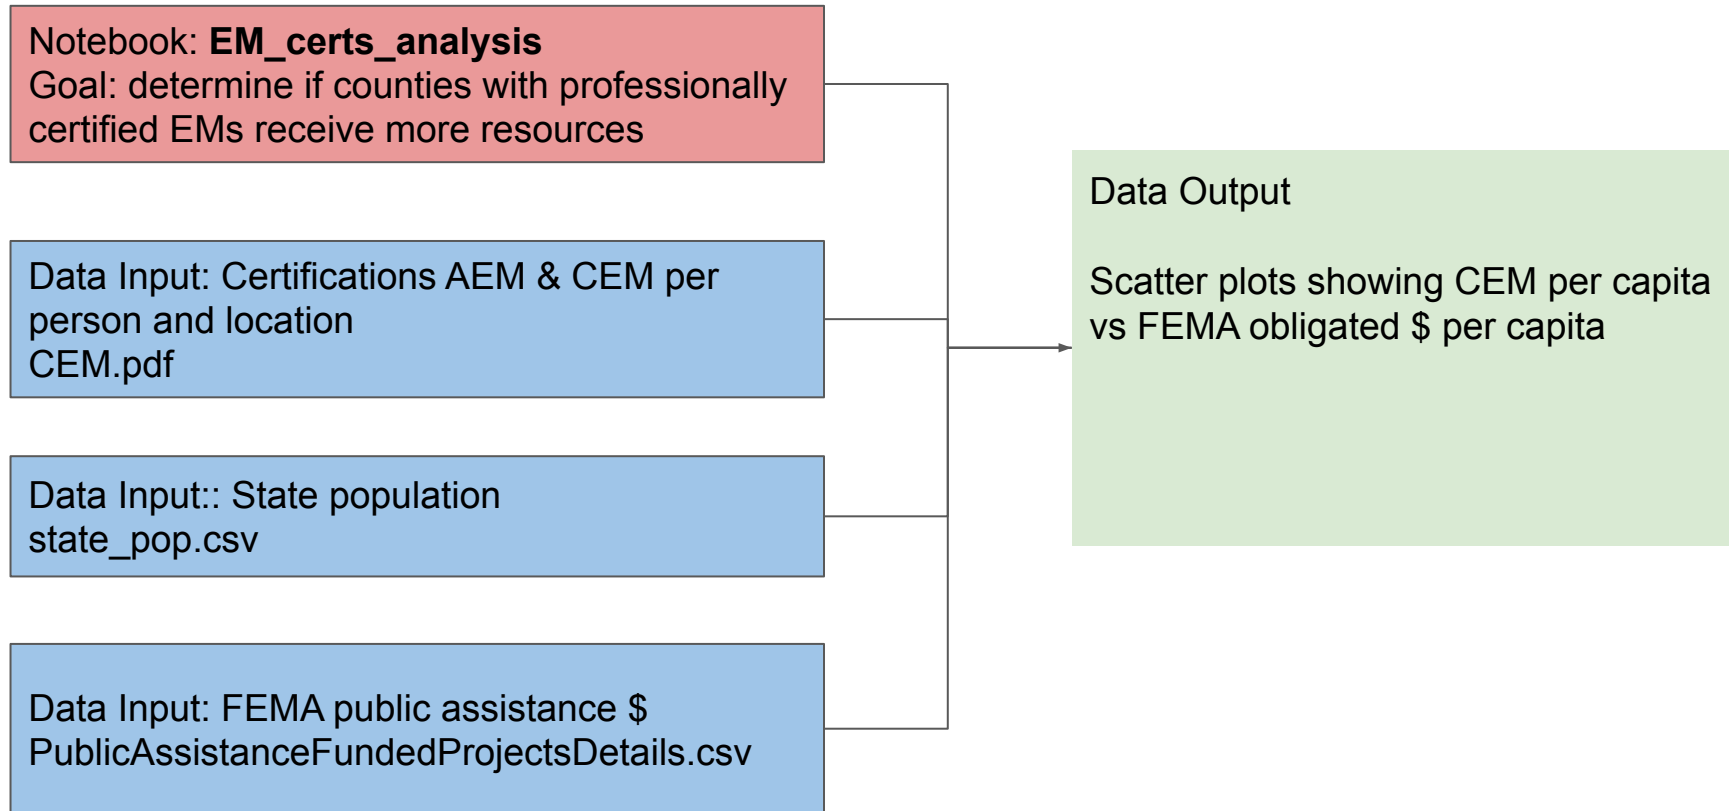 Notebook: EM_certs_analysis
Goal: determine if counties with professionally
certified EMs receive more resources
Data Input: Certifications AEM & CEM per
person and location
CEM.pdf
Data Input:: State population
state_pop.csv
Data Input: FEMA public assistance $
PublicAssistanceFundedProjectsDetails.csv
Data Output
Scatter plots showing CEM per capita
vs FEMA obligated $ per capita